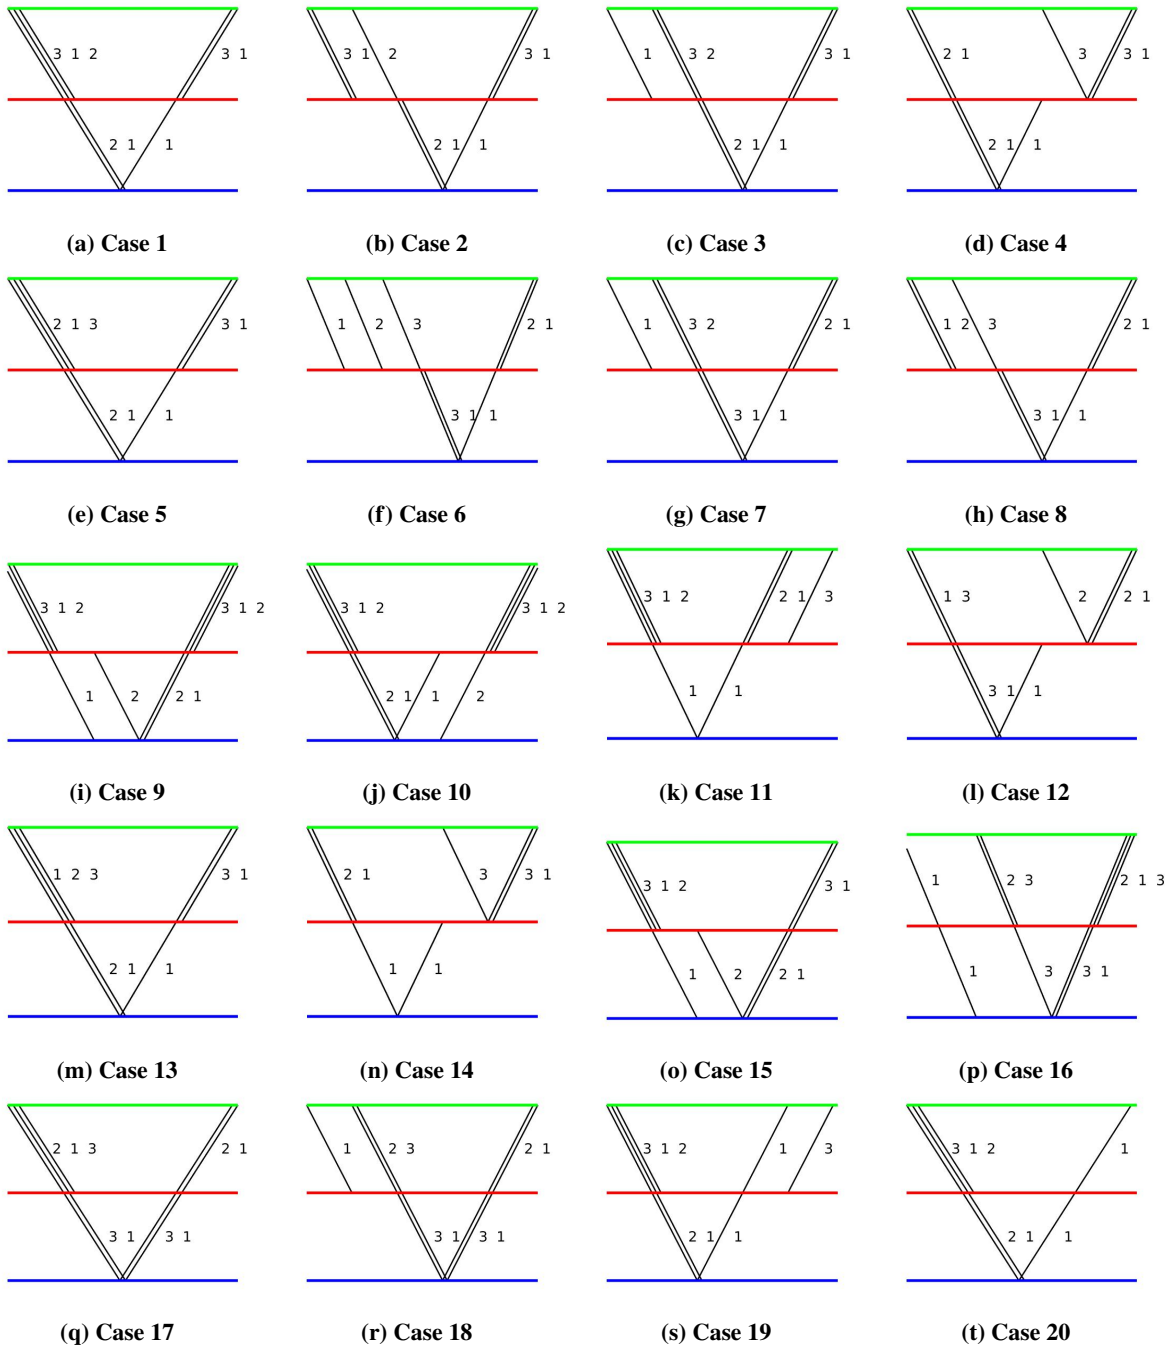 3 1 2 3 1
2 1 1
(a) Case 1
3 1 2 3 1
2 1 1
(b) Case 2
1 3 2 3 1
2 1 1
(c) Case 3
2 1 3 3 1
2 1 1
(d) Case 4
2 1 3 3 1
2 1 1
(e) Case 5
1 2 3 2 1
3 1 1
(f) Case 6
1 3 2 2 1
3 1 1
(g) Case 7
1 2 3 2 1
3 1 1
(h) Case 8
3 1 2 3 1 2
1 2 2 1
(i) Case 9
3 1 2 3 1 2
2 1 1 2
(j) Case 10
3 1 2 2 1 3
1 1
(k) Case 11
1 3 2 2 1
3 1 1
(l) Case 12
1 2 3 3 1
2 1 1
(m) Case 13
2 1 3 3 1
1 1
(n) Case 14
3 1 2 3 1
1 2 2 1
(o) Case 15
1 2 3 2 1 3
1 3 3 1
(p) Case 16
2 1 3 2 1
3 1 3 1
(q) Case 17
1 2 3 2 1
3 1 3 1
(r) Case 18
3 1 2 1 3
2 1 1
(s) Case 19
3 1 2 1
2 1 1
(t) Case 20